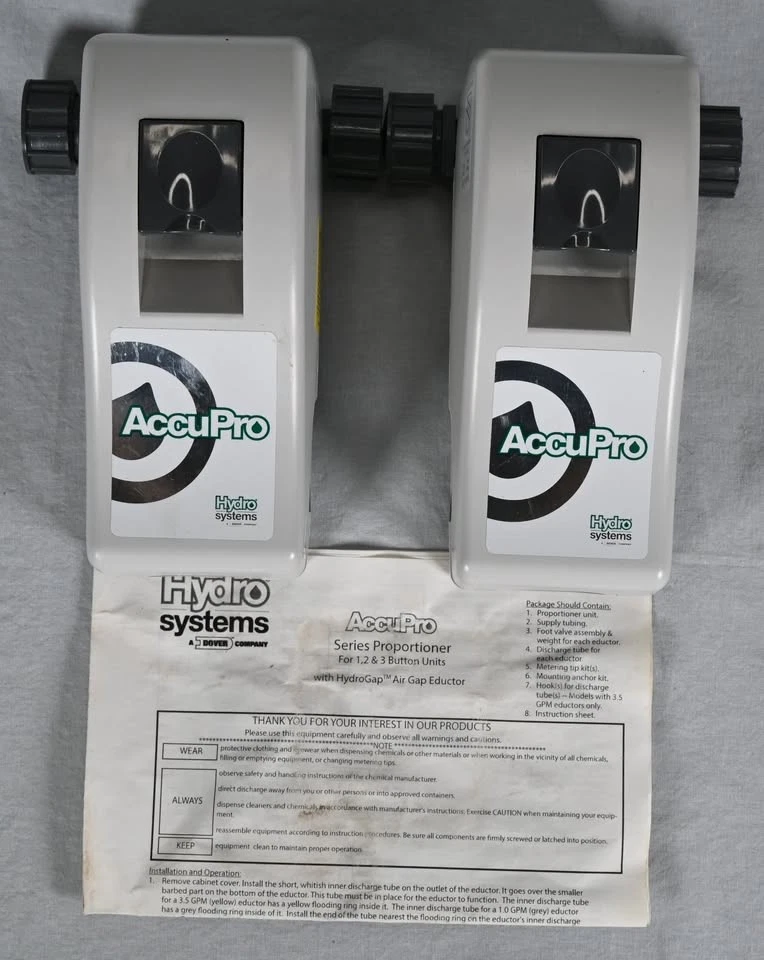 AccuPro
Hydro
systems
AccuPro
Hydro
systems
Hydro
systems
A DOVER COMPANY
AccuPro
Series Proportioner
For 1,2 & 3 Button Units
with HydroGap™ Air Gap Eductor
Package Should Contain:
1. Proportioner unit.
2. Supply tubing.
3. Foot valve assembly &
weight for each eductor.
4. Discharge tube for
each eductor
5. Metering tip kit(s).
6. Mounting anchor kit.
7. Hook(s) for discharge
tube(s) – Models with 3.5
GPM eductors only.
8. Instruction sheet.
THANK YOU FOR YOUR INTEREST IN OUR PRODUCTS
Please use this equipment carefully and observe all warnings and cautions.
NOTE
WEAR protective clothing and eyewear when dispensing chemicals or other materials or when working in the vicinity of all chemicals,
filling or emptying equipment, or changing metering tips.
ALWAYS
observe safety and handling instructions of the chemical manufacturer.
direct discharge away from you or other persons or into approved containers.
dispense cleaners and chemicals in accordance with manufacturer's instructions. Exercise CAUTION when maintaining your equip-
ment.
reassemble equipment according to instruction procedures. Be sure all components are firmly screwed or latched into position.
KEEP equipment clean to maintain proper operation.
Installation and Operation:
1. Remove cabinet cover. Install the short, whitish inner discharge tube on the outlet of the eductor. It goes over the smaller
barbed part on the bottom of the eductor. This tube must be in place for the eductor to function. The inner discharge tube
for a 3.5 GPM (yellow) eductor has a yellow flooding ring inside it. The inner discharge tube for a 1.0 GPM (grey) eductor
has a grey flooding ring inside of it. Install the end of the tube nearest the flooding ring on the eductor's inner discharge